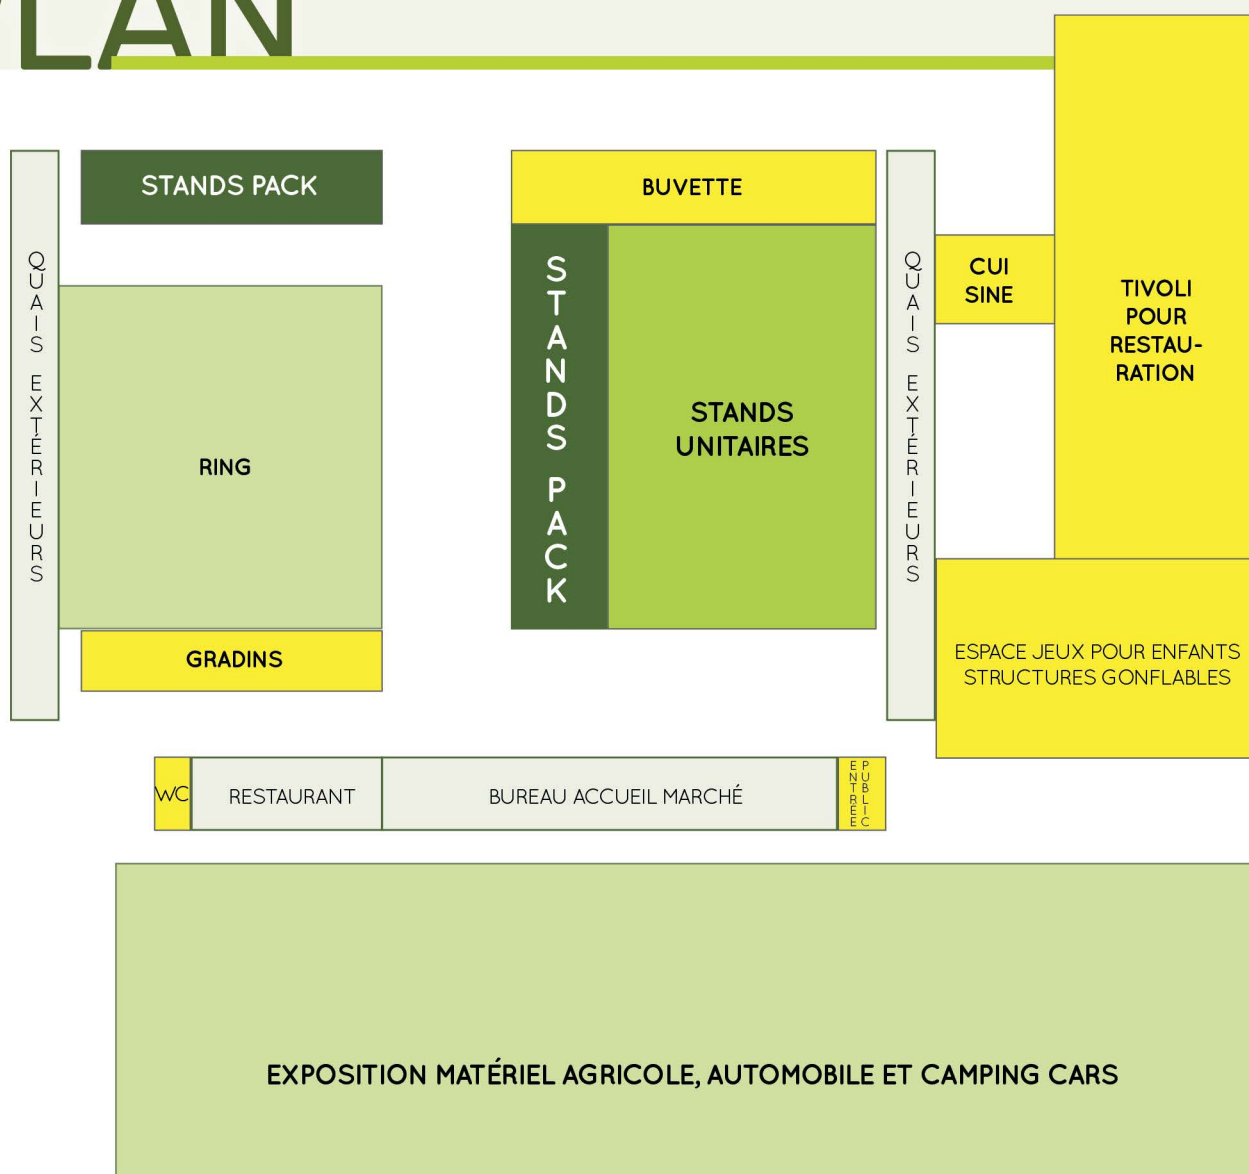 PLAN
STANDS PACK
BUVETTE
QUAIS EXTÉRIEURS
STANDS PACK
QUAIS EXTÉRIEURS
CUI
SINE
TIVOLI
POUR
RESTAU-
RATION
RING
STANDS
UNITAIRES
GRADINS
ESPACE JEUX POUR ENFANTS
STRUCTURES GONFLABLES
WC
RESTAURANT
BUREAU ACCUEIL MARCHÉ
ENTRÉE
PUBLIC
EXPOSITION MATÉRIEL AGRICOLE, AUTOMOBILE ET CAMPING CARS